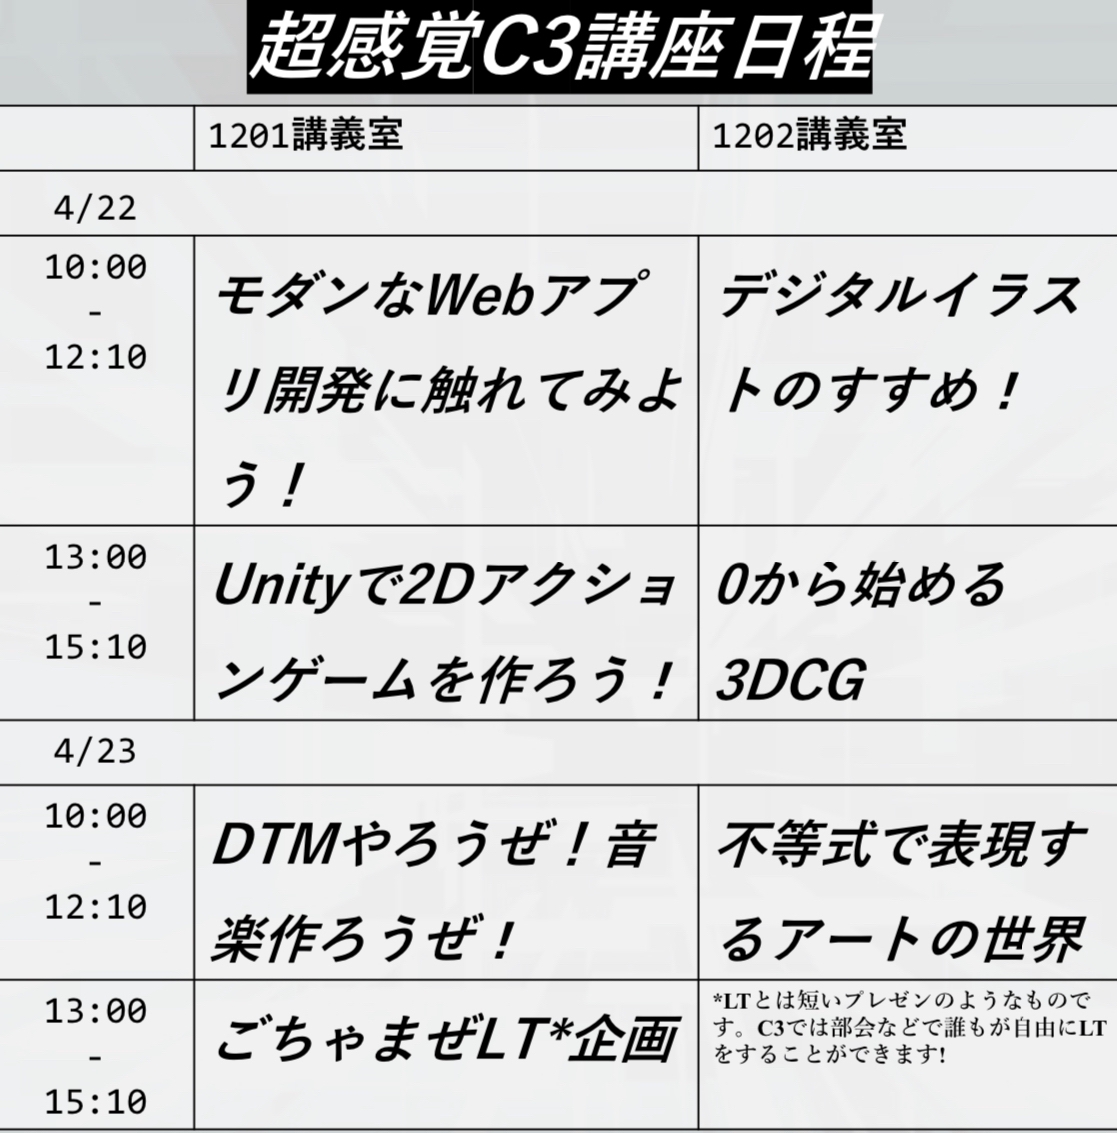 超感覚C3講座日程
1201講義室
1202講義室
4/22
10:00
-
12:10
モダンなWebアプ
リ開発に触れてみよ
う！
デジタルイラス
トのすすめ！
13:00
-
15:10
Unityで2Dアクショ
ンゲームを作ろう！
0から始める
3DCG
4/23
10:00
-
12:10
DTMやろうぜ！音
楽作ろうぜ！
不等式で表現す
るアートの世界
13:00
-
15:10
ごちゃまぜLT*企画
*LTとは短いプレゼンのようなもので
す。C3では部会などで誰もが自由にLT
をすることができます!